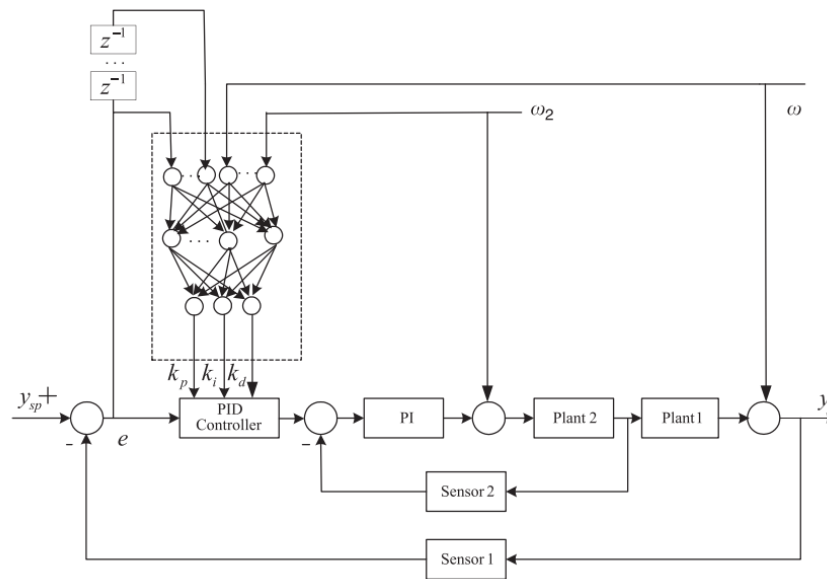 z⁻¹
...
z⁻¹
ω₂ ω
... ...
...
k_p k_i k_d
y_sp + PID Controller PI Plant 2 Plant 1 y
- e -
Sensor 2
Sensor 1